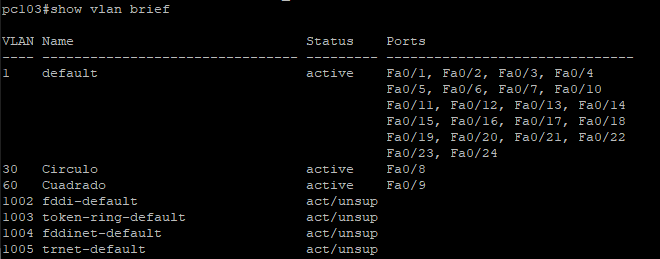 pc103#show vlan brief
VLAN Name                             Status    Ports
---- -------------------------------- --------- -------------------------------
1    default                          active    Fa0/1, Fa0/2, Fa0/3, Fa0/4
                                                Fa0/5, Fa0/6, Fa0/7, Fa0/10
                                                Fa0/11, Fa0/12, Fa0/13, Fa0/14
                                                Fa0/15, Fa0/16, Fa0/17, Fa0/18
                                                Fa0/19, Fa0/20, Fa0/21, Fa0/22
                                                Fa0/23, Fa0/24
30   Circulo                          active    Fa0/8
60   Cuadrado                         active    Fa0/9
1002 fddi-default                     act/unsup
1003 token-ring-default               act/unsup
1004 fddinet-default                  act/unsup
1005 trnet-default                    act/unsup